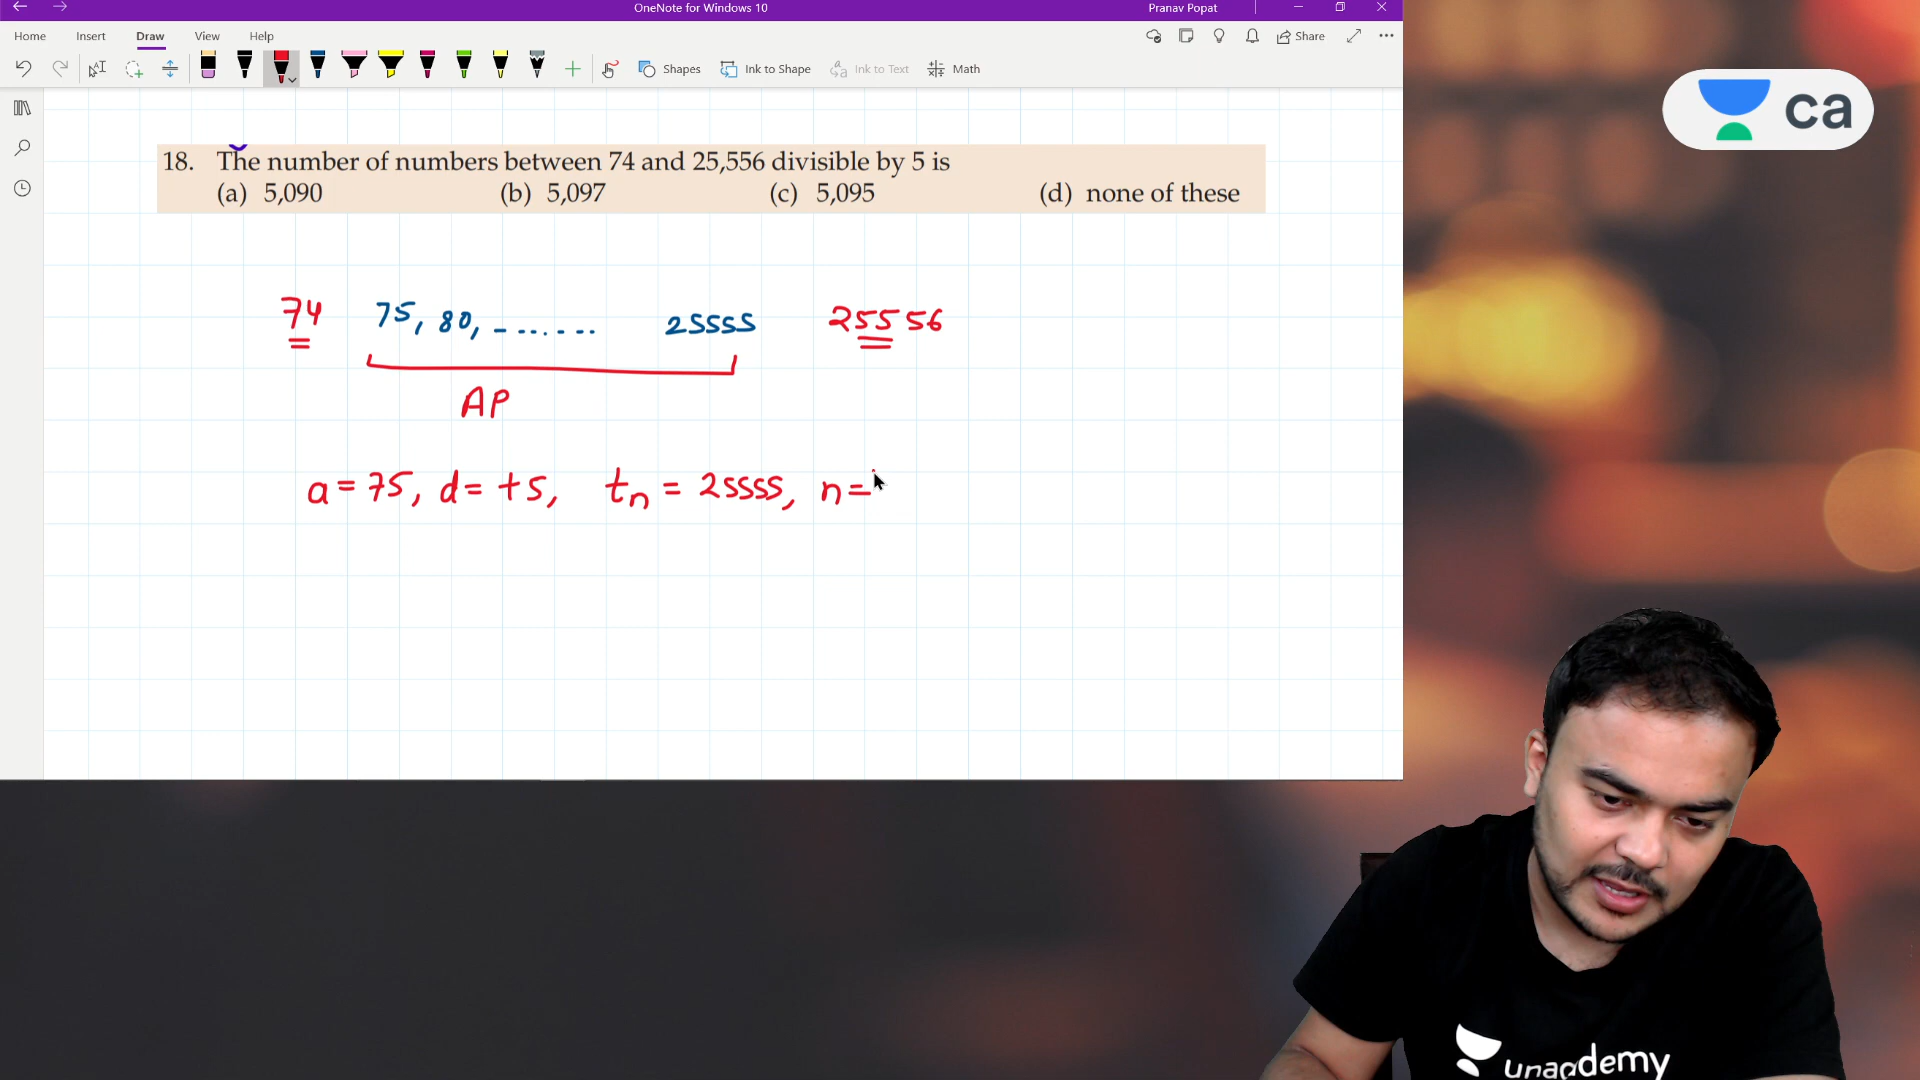 OneNote for Windows 10
Pranav Popat
Home Insert Draw View Help
Share
Shapes Ink to Shape Ink to Text Math
18. The number of numbers between 74 and 25,556 divisible by 5 is
(a) 5,090 (b) 5,097 (c) 5,095 (d) none of these
74 75, 80, - ....... 25555 25556
AP
a = 75, d = +5, tn = 25555, n =
ca
unacademy